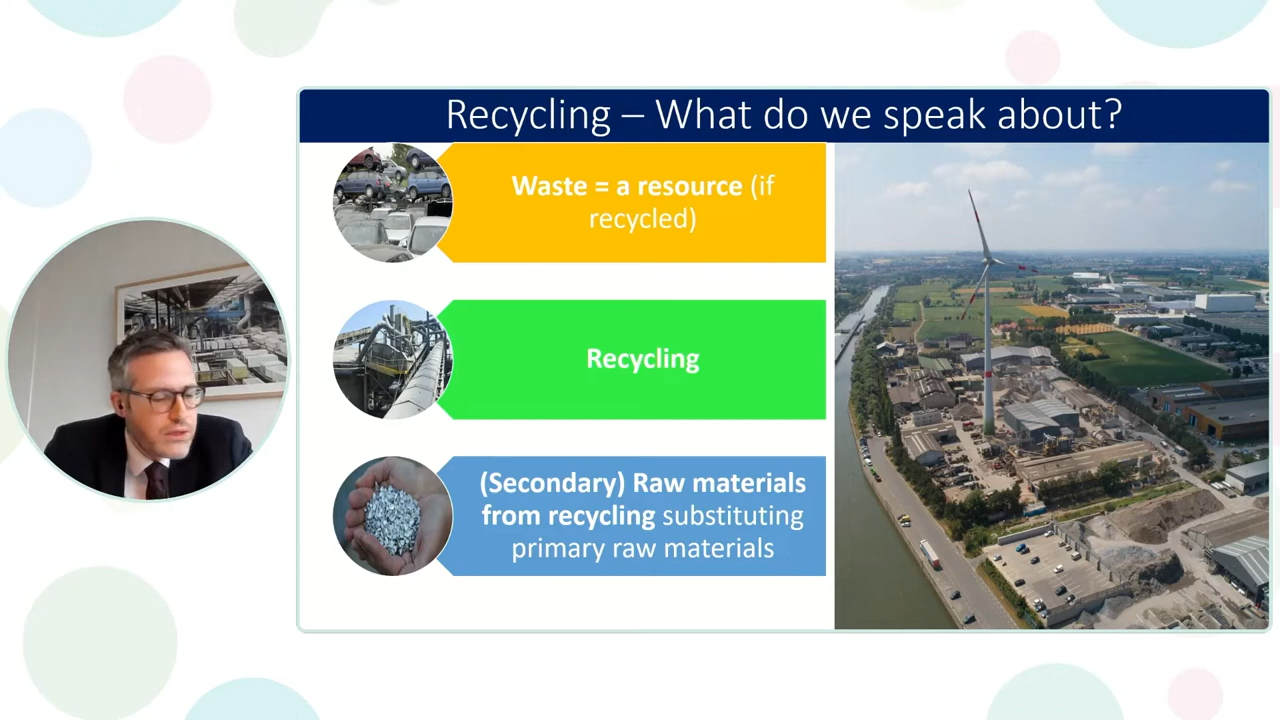 Recycling – What do we speak about?
Waste = a resource (if
recycled)
Recycling
(Secondary) Raw materials
from recycling substituting
primary raw materials